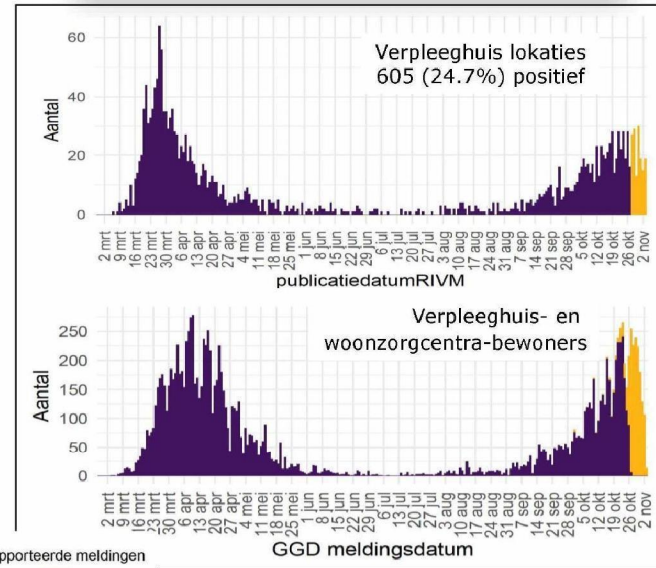 Verpleeghuis lokaties
605 (24.7%) positief
Aantal
60
40
20
0
2 mrt
9 mrt
16 mrt
23 mrt
30 mrt
6 apr
13 apr
20 apr
27 apr
4 mei
11 mei
18 mei
25 mei
1 jun
8 jun
15 jun
22 jun
29 jun
6 jul
13 jul
20 jul
27 jul
3 aug
10 aug
17 aug
24 aug
31 aug
7 sep
14 sep
21 sep
28 sep
5 okt
12 okt
19 okt
26 okt
2 nov
publicatiedatumRIVM
Verpleeghuis- en
woonzorgcentra-bewoners
Aantal
250
200
150
100
50
0
2 mrt
9 mrt
16 mrt
23 mrt
30 mrt
6 apr
13 apr
20 apr
27 apr
4 mei
11 mei
18 mei
25 mei
1 jun
8 jun
15 jun
22 jun
29 jun
6 jul
13 jul
20 jul
27 jul
3 aug
10 aug
17 aug
24 aug
31 aug
7 sep
14 sep
21 sep
28 sep
5 okt
12 okt
19 okt
26 okt
2 nov
GGD meldingsdatum
pporteerde meldingen